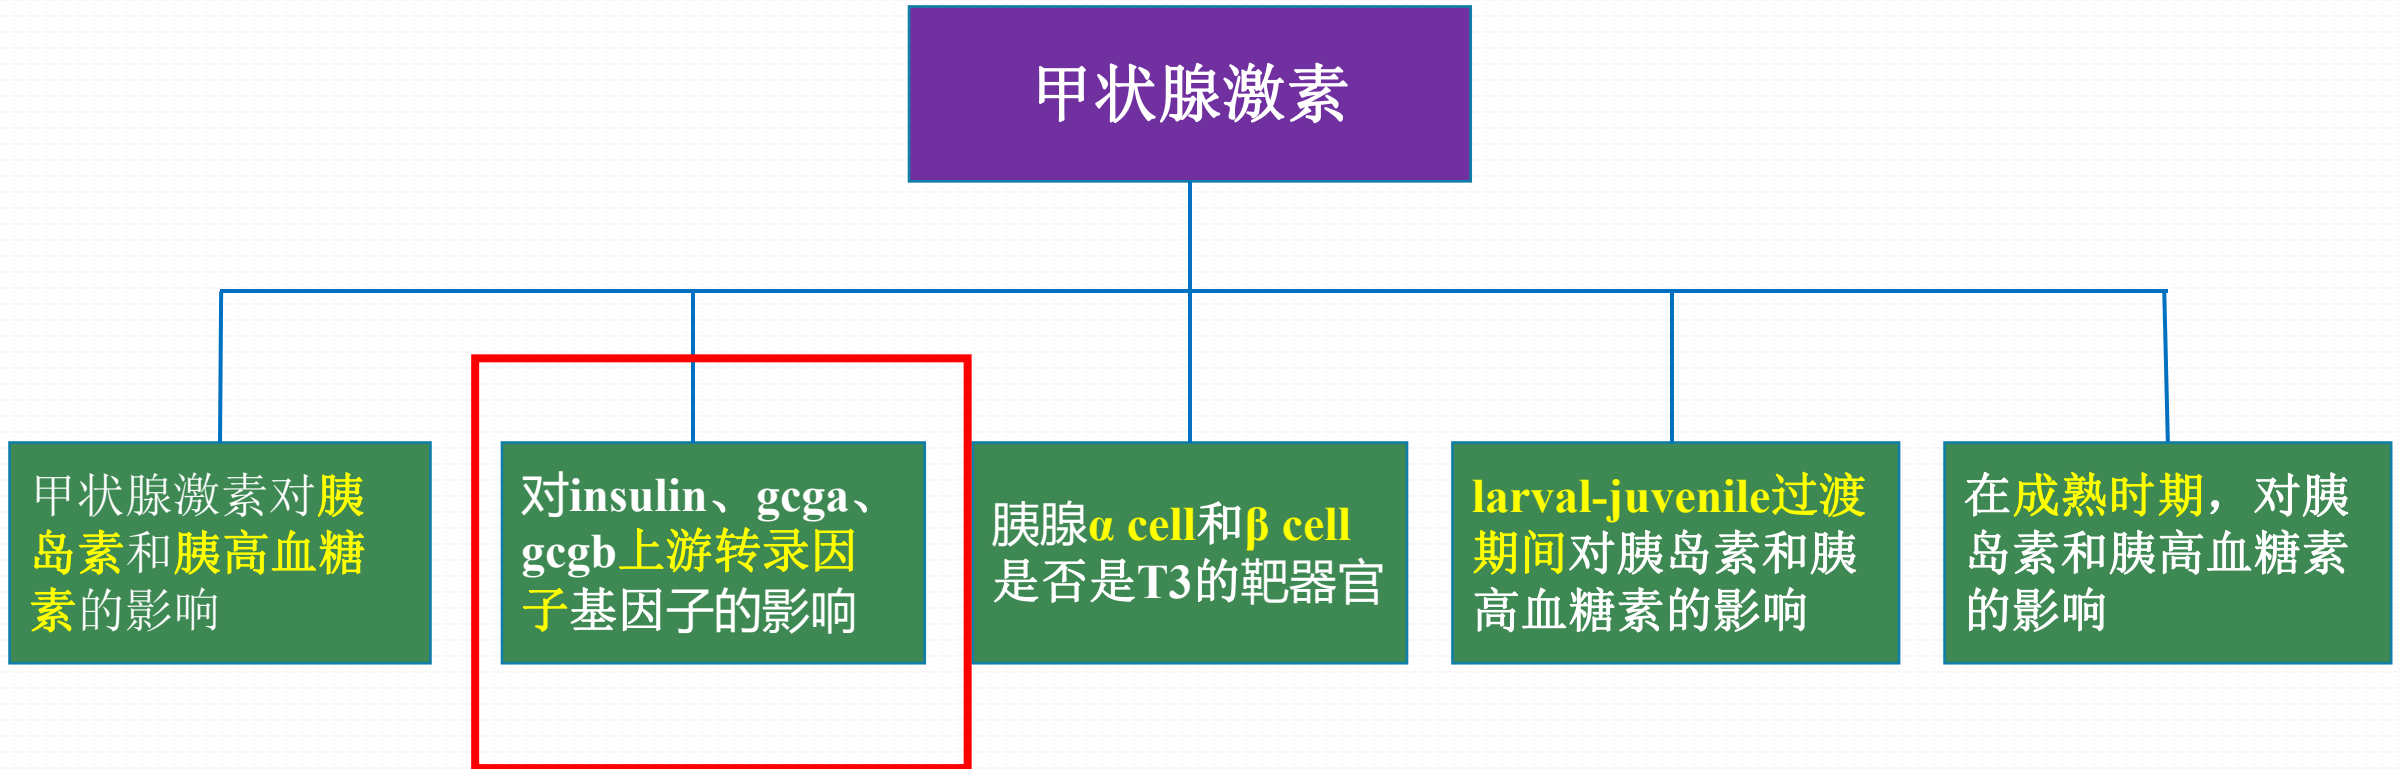 甲状腺激素
甲状腺激素对胰
岛素和胰高血糖
素的影响
对insulin、gcga、
gcgb上游转录因
子基因子的影响
胰腺α cell和β cell
是否是T3的靶器官
larval-juvenile过渡
期间对胰岛素和胰
高血糖素的影响
在成熟时期，对胰
岛素和胰高血糖素
的影响